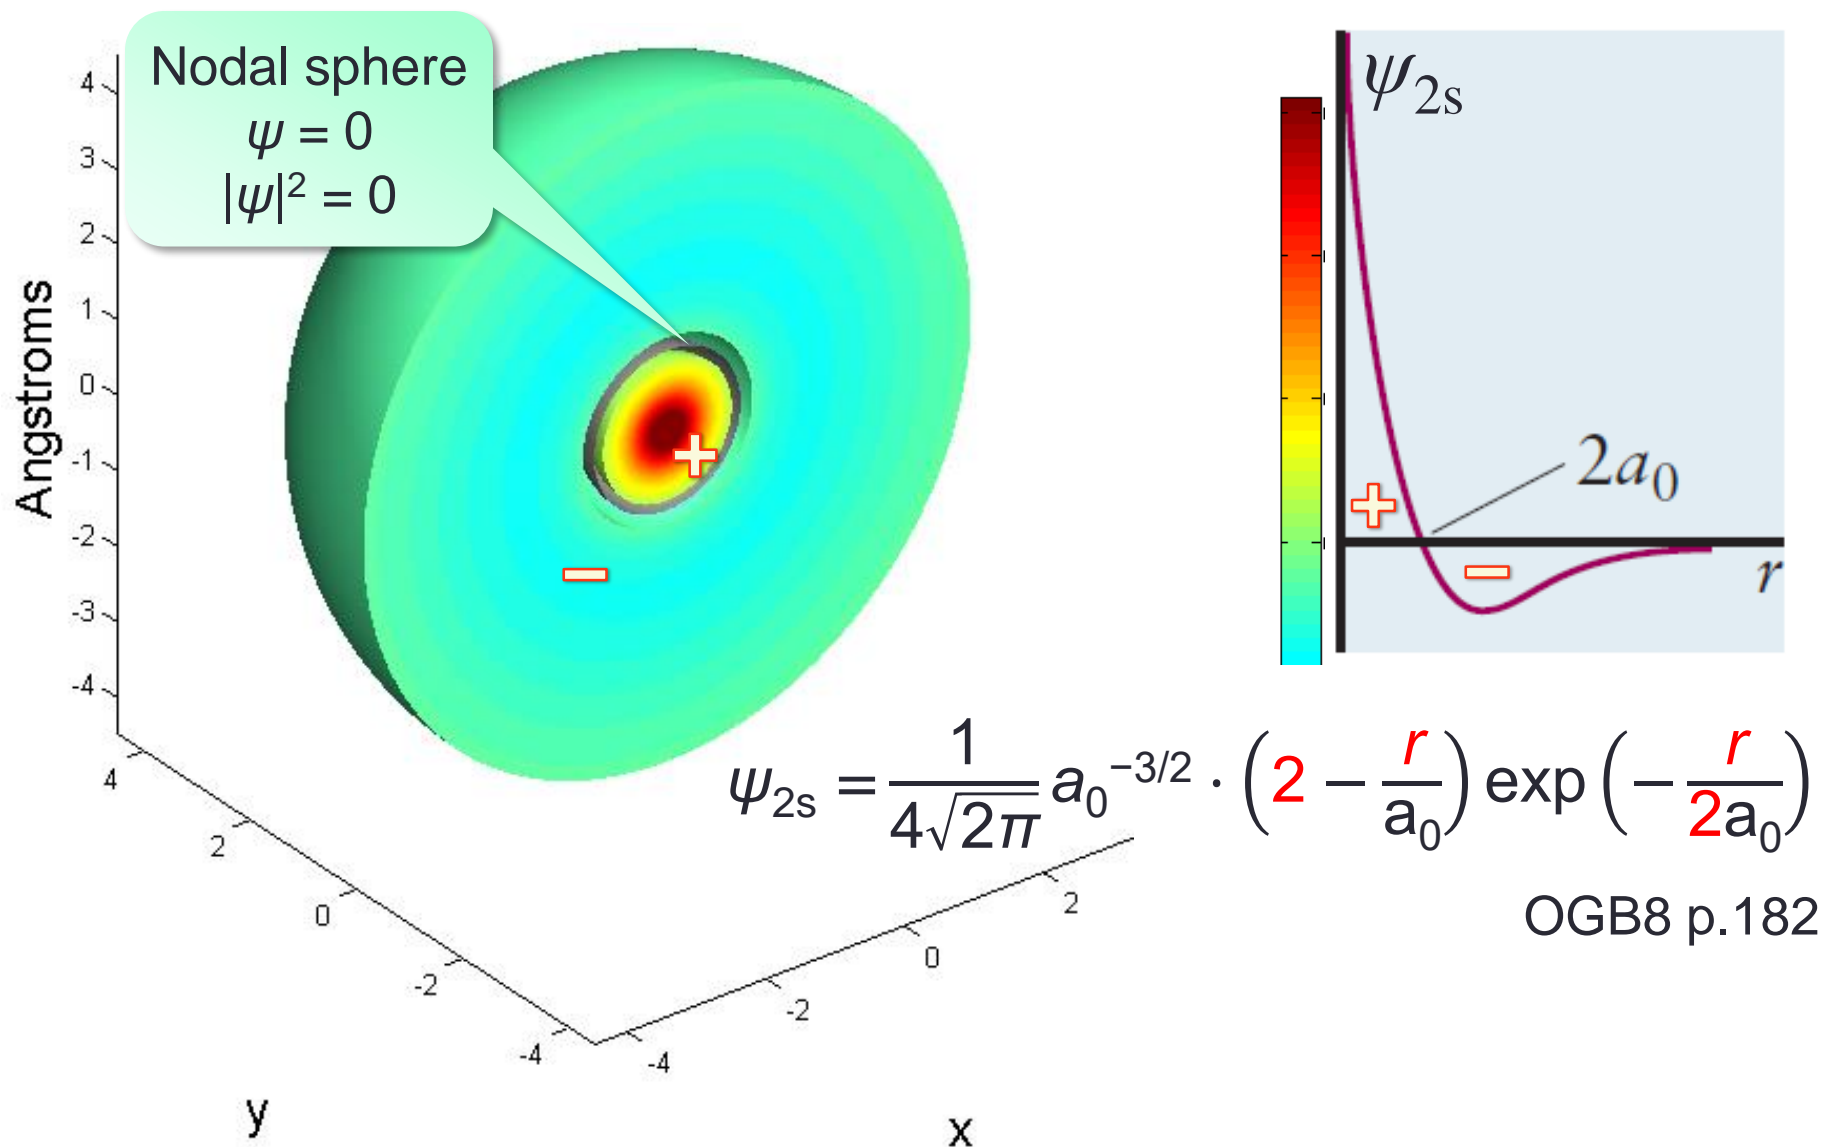 Nodal sphere
ψ = 0
|ψ|² = 0
Angstroms
4
3
2
1
0
-1
-2
-3
-4
4
2
0
-2
-4
y
-4
-2
0
2
x
ψ₂ₛ
+
2a₀
−
r
+
−
ψ₂ₛ = 1/(4√(2π)) a₀^(−3/2) · (2 − r/a₀) exp (− r/(2a₀))
OGB8 p.182